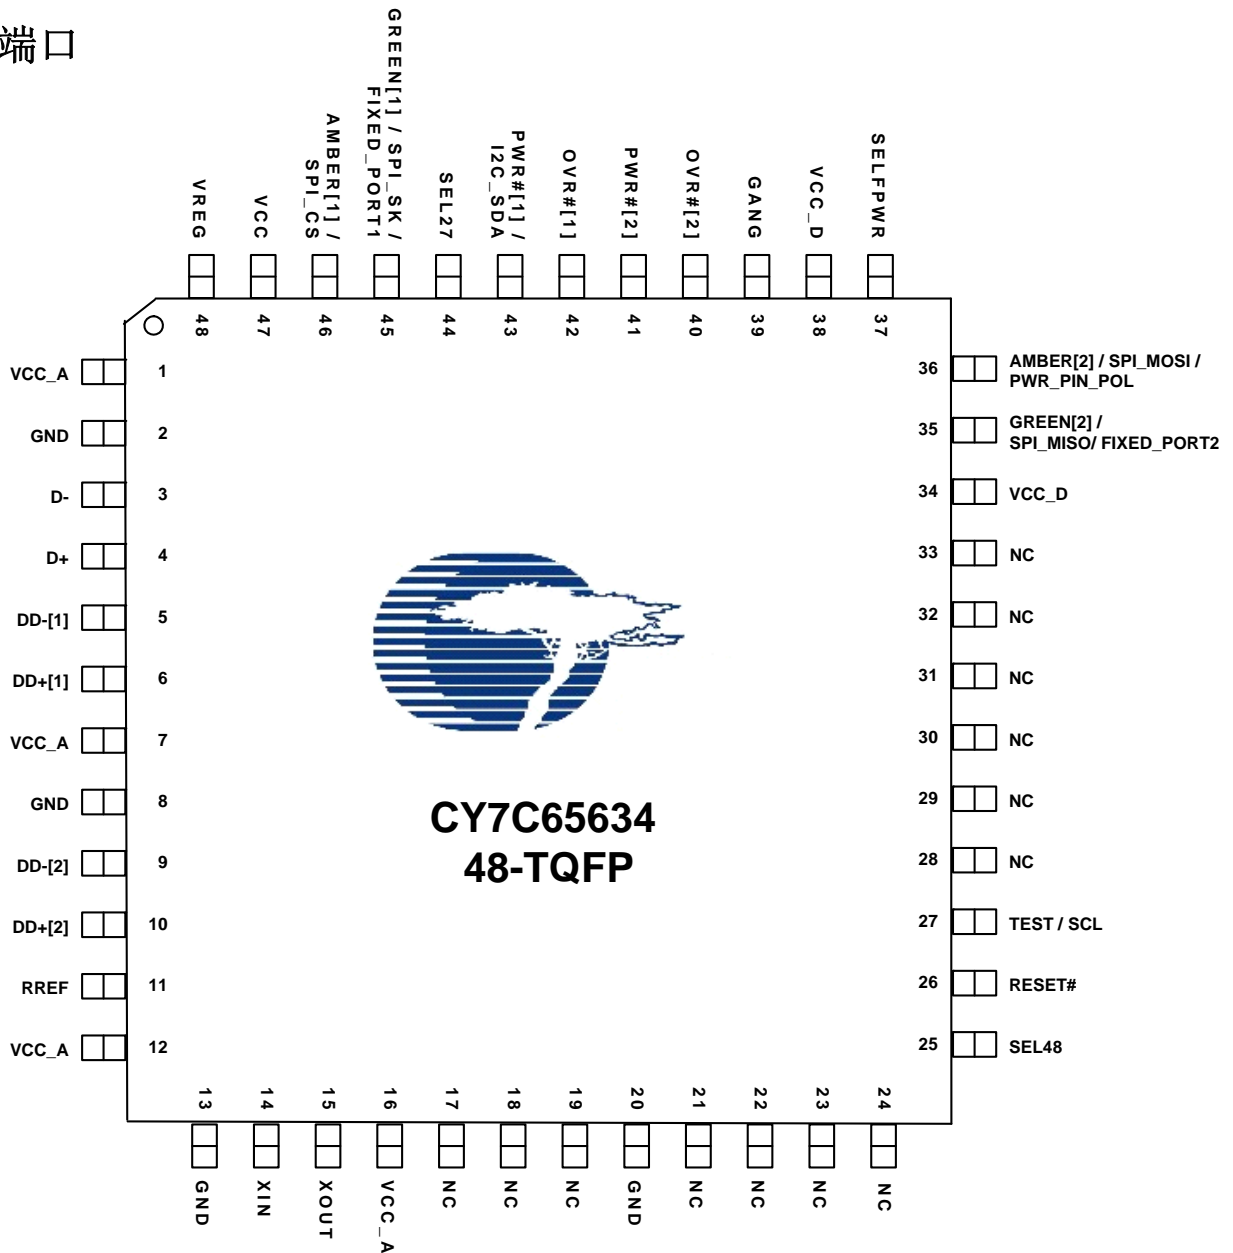 端口
VREG
VCC
AMBER[1] /
SPI_CS
GREEN[1] / SPI_SK /
FIXED_PORT1
SEL27
PWR#[1] /
I2C_SDA
OVR#[1]
PWR#[2]
OVR#[2]
GANG
VCC_D
SELFPWR
48
47
46
45
44
43
42
41
40
39
38
37
VCC_A
1
GND
2
D-
3
D+
4
DD-[1]
5
DD+[1]
6
VCC_A
7
GND
8
DD-[2]
9
DD+[2]
10
RREF
11
VCC_A
12
CY7C65634
48-TQFP
36
AMBER[2] / SPI_MOSI /
PWR_PIN_POL
35
GREEN[2] /
SPI_MISO/ FIXED_PORT2
34
VCC_D
33
NC
32
NC
31
NC
30
NC
29
NC
28
NC
27
TEST / SCL
26
RESET#
25
SEL48
13
14
15
16
17
18
19
20
21
22
23
24
GND
XIN
XOUT
VCC_A
NC
NC
NC
GND
NC
NC
NC
NC